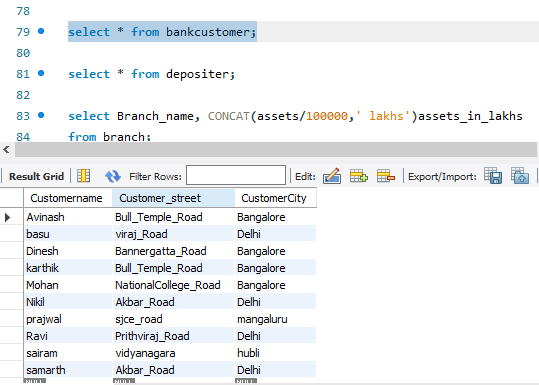 78
79 select * from bankcustomer;
80
81 select * from depositer;
82
83 select Branch_name, CONCAT(assets/100000,' lakhs')assets_in_lakhs
84 from branch;
Result Grid Filter Rows: Edit: Export/Import:
Customername Customer_street CustomerCity
Avinash Bull_Temple_Road Bangalore
basu viraj_Road Delhi
Dinesh Bannergatta_Road Bangalore
karthik Bull_Temple_Road Bangalore
Mohan NationalCollege_Road Bangalore
Nikil Akbar_Road Delhi
prajwal sjce_road mangaluru
Ravi Prithviraj_Road Delhi
sairam vidyanagara hubli
samarth Akbar_Road Delhi
NULL NULL NULL